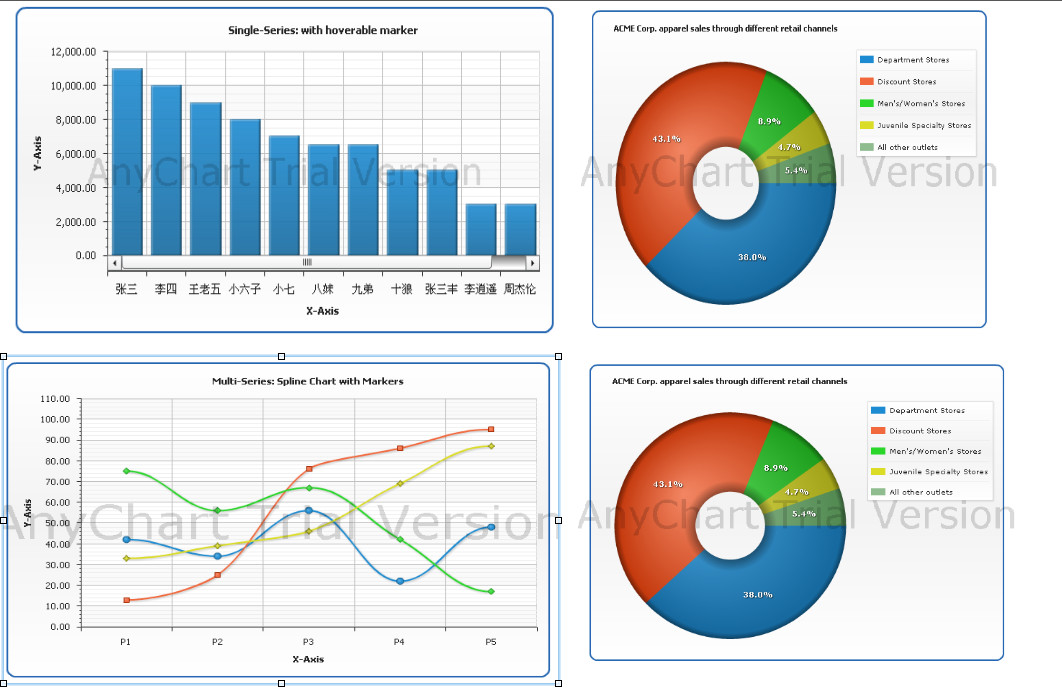 Single-Series: with hoverable marker
12,000.00
10,000.00
8,000.00
6,000.00
4,000.00
2,000.00
0.00
Y-Axis
张三 李四 王老五 小六子 小七 八妹 九弟 十狼 张三丰 李逍遥 周杰伦
X-Axis
AnyChart Trial Version
ACME Corp. apparel sales through different retail channels
Department Stores
Discount Stores
Men's/Women's Stores
Juvenile Specialty Stores
All other outlets
43.1%
8.9%
4.7%
5.4%
38.0%
AnyChart Trial Version
Multi-Series: Spline Chart with Markers
110.00
100.00
90.00
80.00
70.00
60.00
50.00
40.00
30.00
20.00
10.00
0.00
Y-Axis
P1 P2 P3 P4 P5
X-Axis
AnyChart Trial Version
ACME Corp. apparel sales through different retail channels
Department Stores
Discount Stores
Men's/Women's Stores
Juvenile Specialty Stores
All other outlets
43.1%
8.9%
4.7%
5.4%
38.0%
AnyChart Trial Version